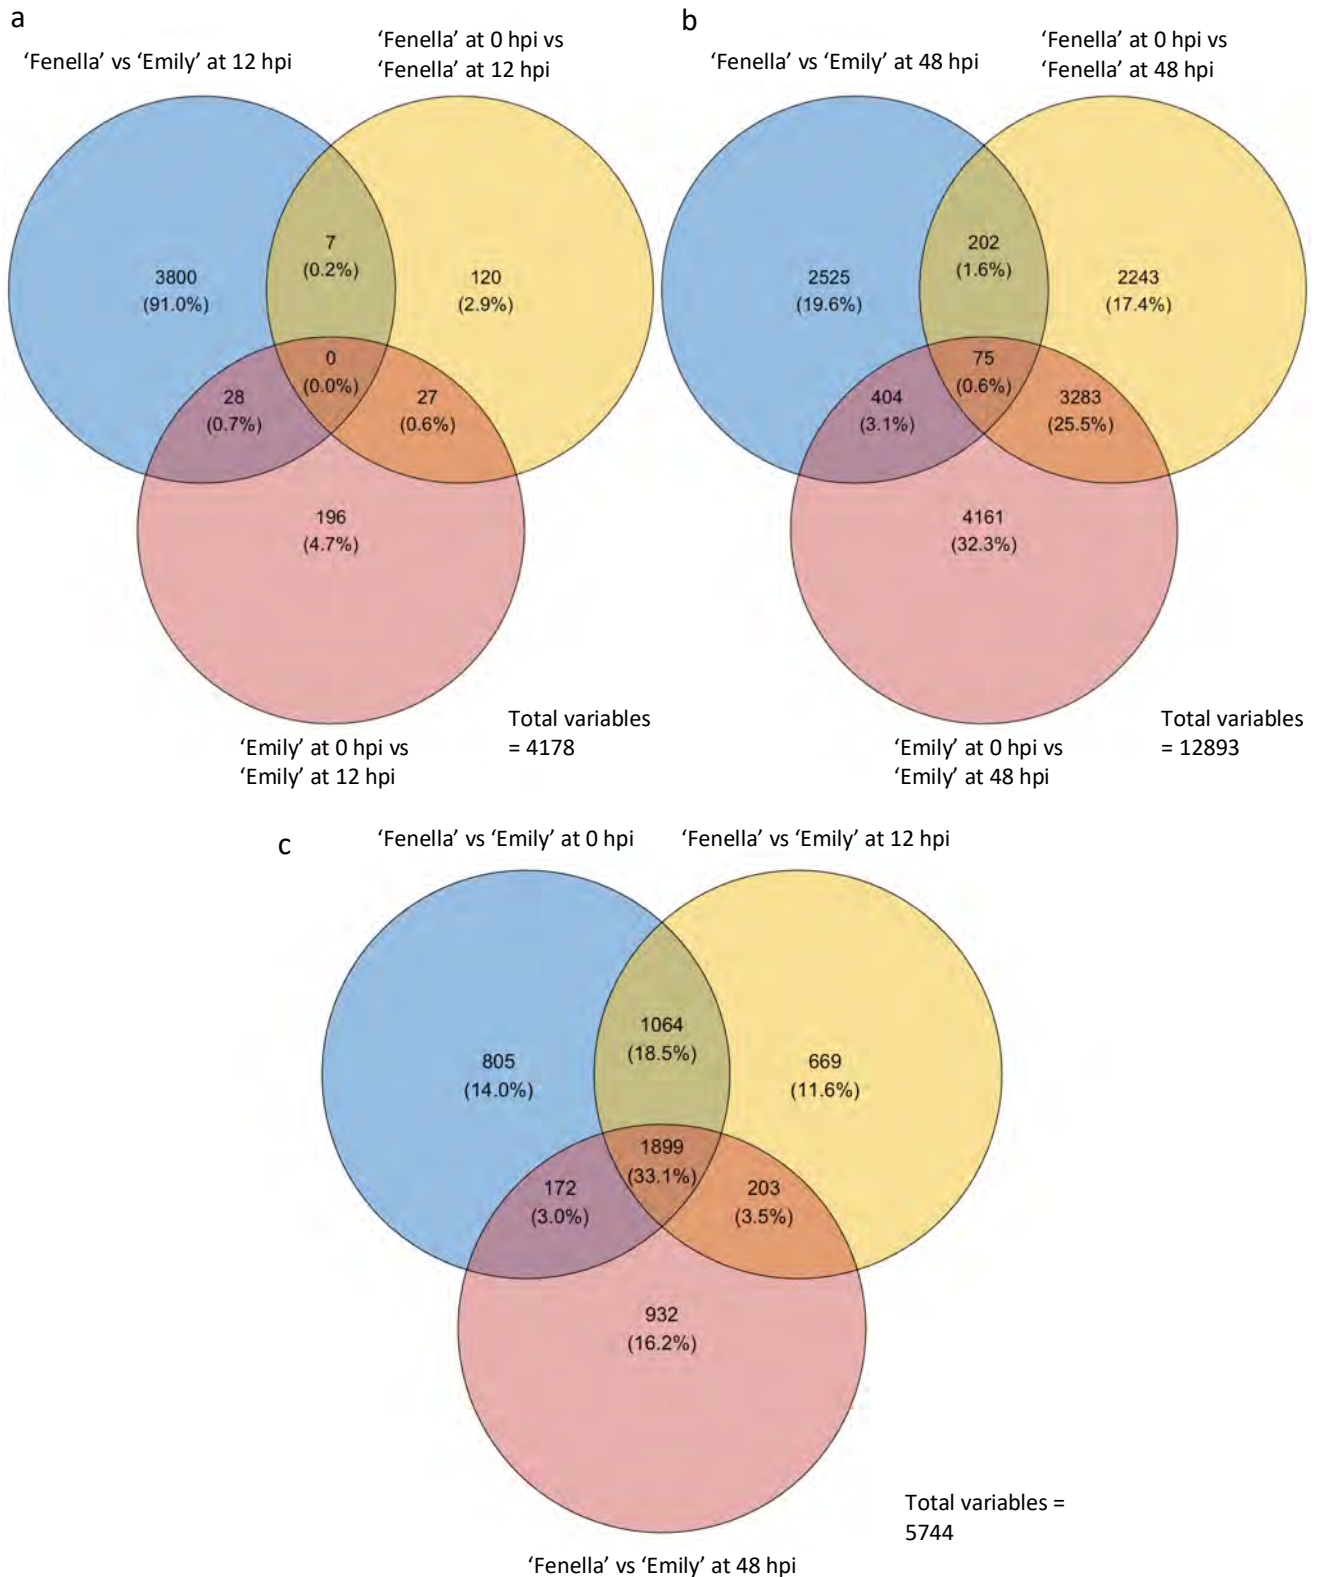 a
‘Fenella’ vs ‘Emily’ at 12 hpi
‘Fenella’ at 0 hpi vs
‘Fenella’ at 12 hpi
3800
(91.0%)
7
(0.2%)
120
(2.9%)
0
(0.0%)
28
(0.7%)
27
(0.6%)
196
(4.7%)
‘Emily’ at 0 hpi vs
‘Emily’ at 12 hpi
Total variables
= 4178
b
‘Fenella’ vs ‘Emily’ at 48 hpi
‘Fenella’ at 0 hpi vs
‘Fenella’ at 48 hpi
2525
(19.6%)
202
(1.6%)
2243
(17.4%)
75
(0.6%)
404
(3.1%)
3283
(25.5%)
4161
(32.3%)
‘Emily’ at 0 hpi vs
‘Emily’ at 48 hpi
Total variables
= 12893
c
‘Fenella’ vs ‘Emily’ at 0 hpi
‘Fenella’ vs ‘Emily’ at 12 hpi
805
(14.0%)
1064
(18.5%)
669
(11.6%)
1899
(33.1%)
172
(3.0%)
203
(3.5%)
932
(16.2%)
Total variables =
5744
‘Fenella’ vs ‘Emily’ at 48 hpi